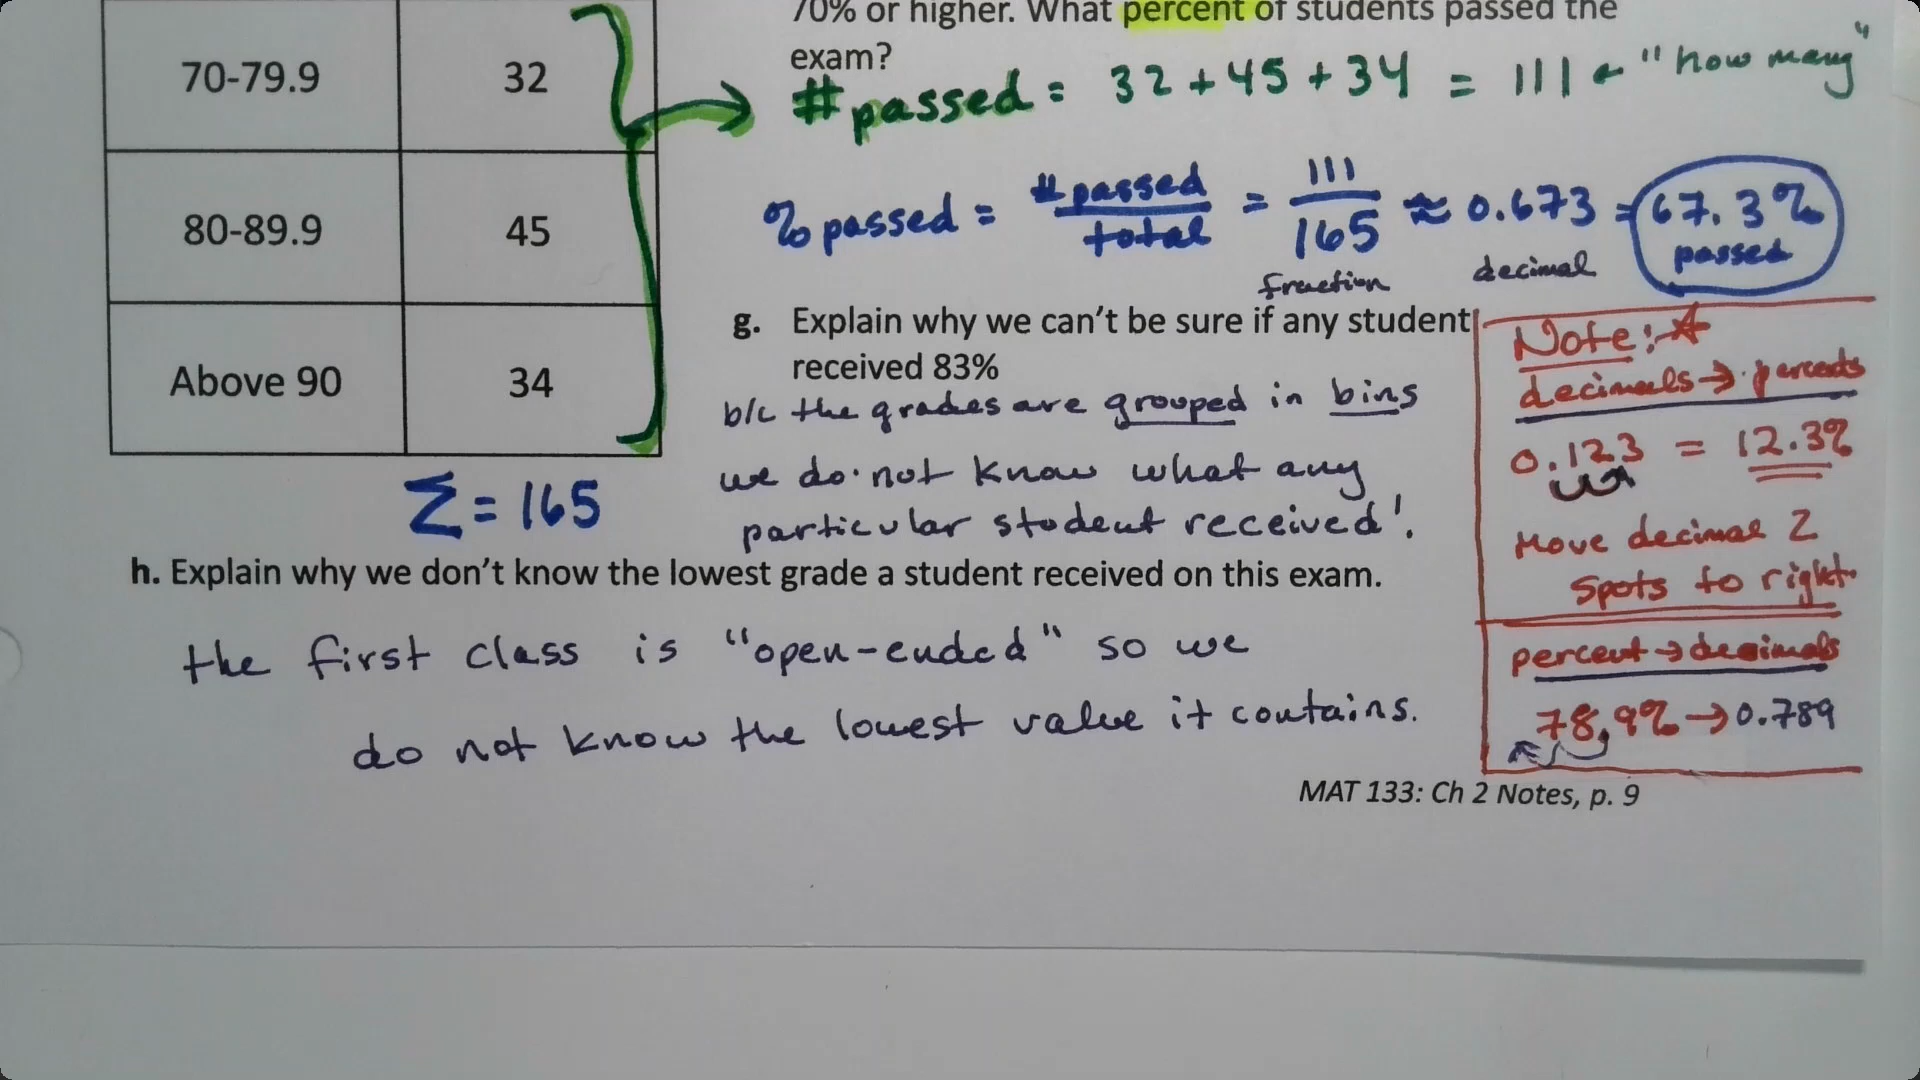 70% or higher. What percent of students passed the
exam?
70-79.9 32
#passed = 32 + 45 + 34 = 111 ← "how many"
80-89.9 45
% passed = # passed / total = 111 / 165 ≈ 0.673 = 67.3% passed
fraction decimal
Above 90 34
Σ = 165
g. Explain why we can't be sure if any student
received 83%
b/c the grades are grouped in bins
we do not know what any
particular student received!
Note:
decimals → percents
0.123 = 12.3%
Move decimal 2
spots to right
percent → decimals
78.9% → 0.789
h. Explain why we don't know the lowest grade a student received on this exam.
the first class is "open-ended" so we
do not know the lowest value it contains.
MAT 133: Ch 2 Notes, p. 9